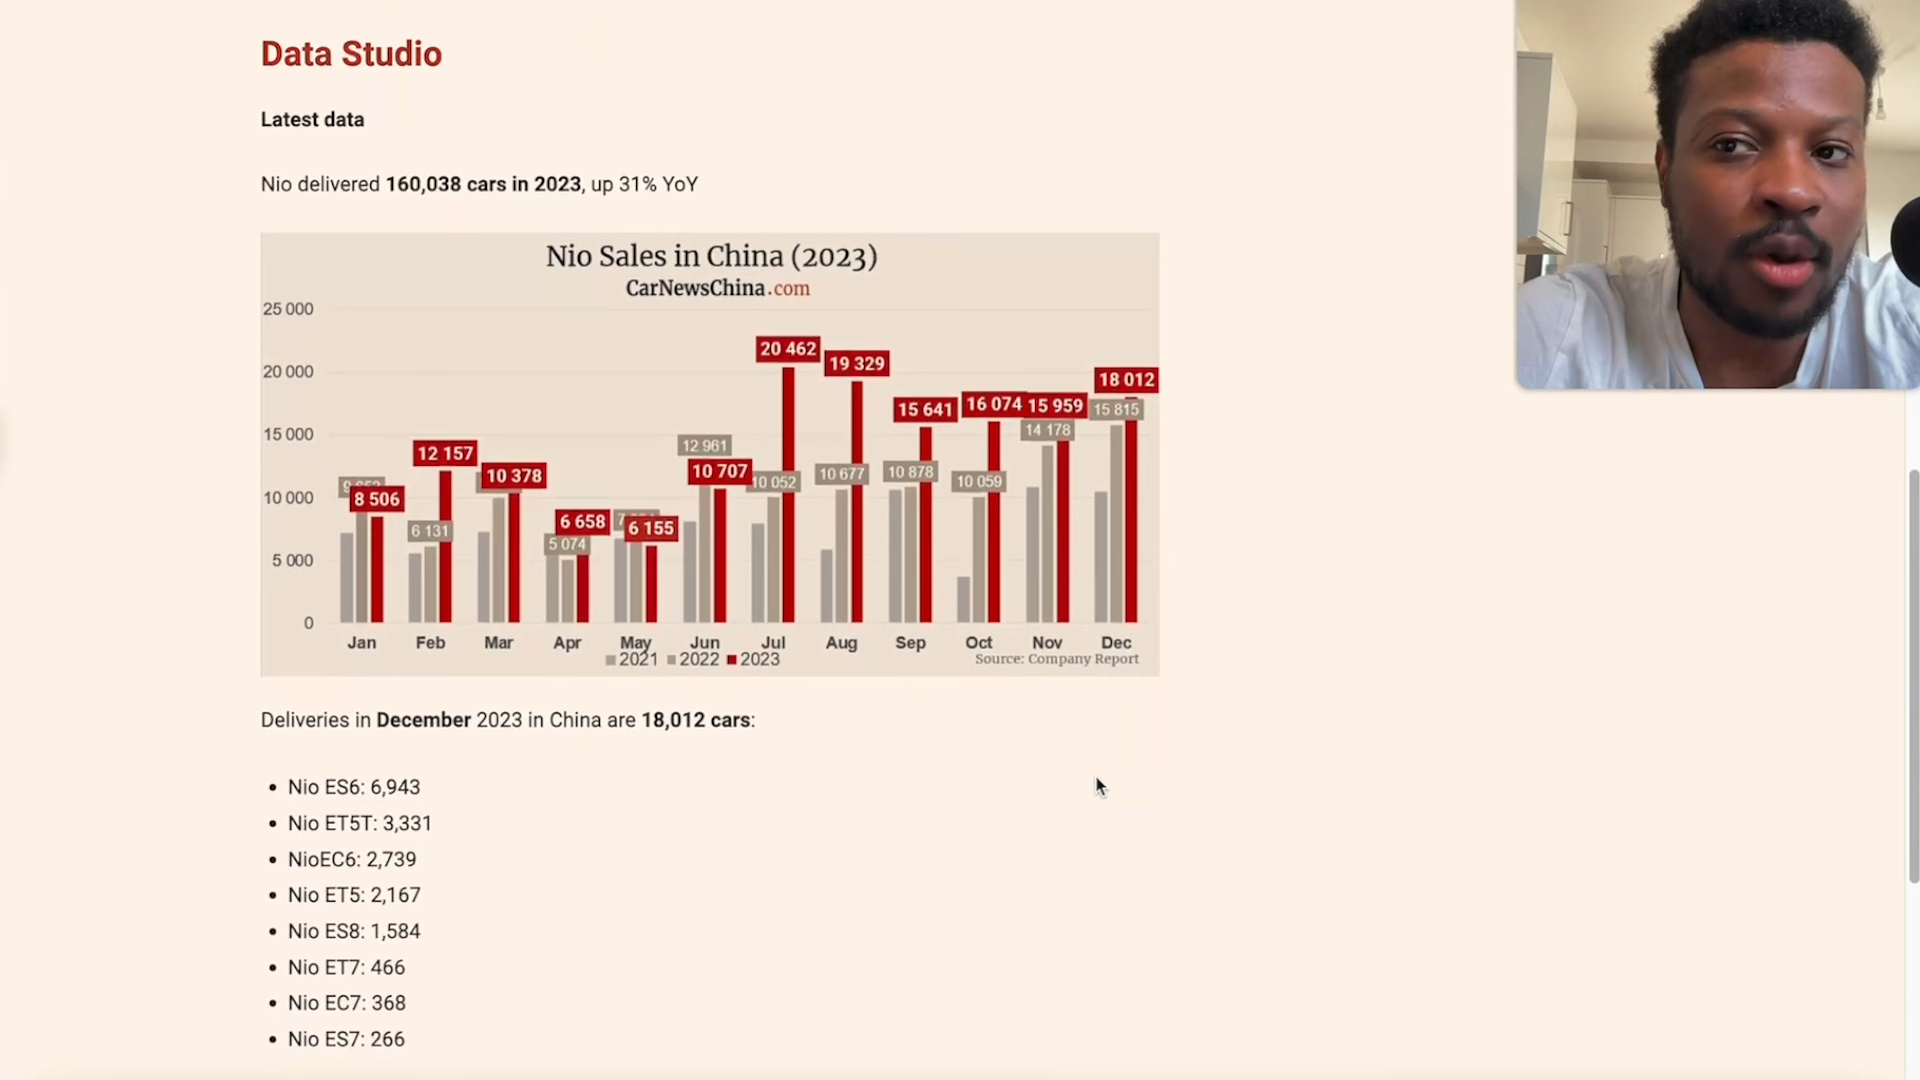 Data Studio
Latest data
Nio delivered 160,038 cars in 2023, up 31% YoY
Nio Sales in China (2023)
CarNewsChina.com
25 000
20 000
15 000
10 000
5 000
0
8 506
6 131
12 157
10 378
5 074
6 658
6 155
12 961
10 707
10 052
20 462
10 677
19 329
10 878
15 641
10 059
16 074
14 178
15 959
15 815
18 012
Jan Feb Mar Apr May Jun Jul Aug Sep Oct Nov Dec
2021 2022 2023
Source: Company Report
Deliveries in December 2023 in China are 18,012 cars:
• Nio ES6: 6,943
• Nio ET5T: 3,331
• NioEC6: 2,739
• Nio ET5: 2,167
• Nio ES8: 1,584
• Nio ET7: 466
• Nio EC7: 368
• Nio ES7: 266